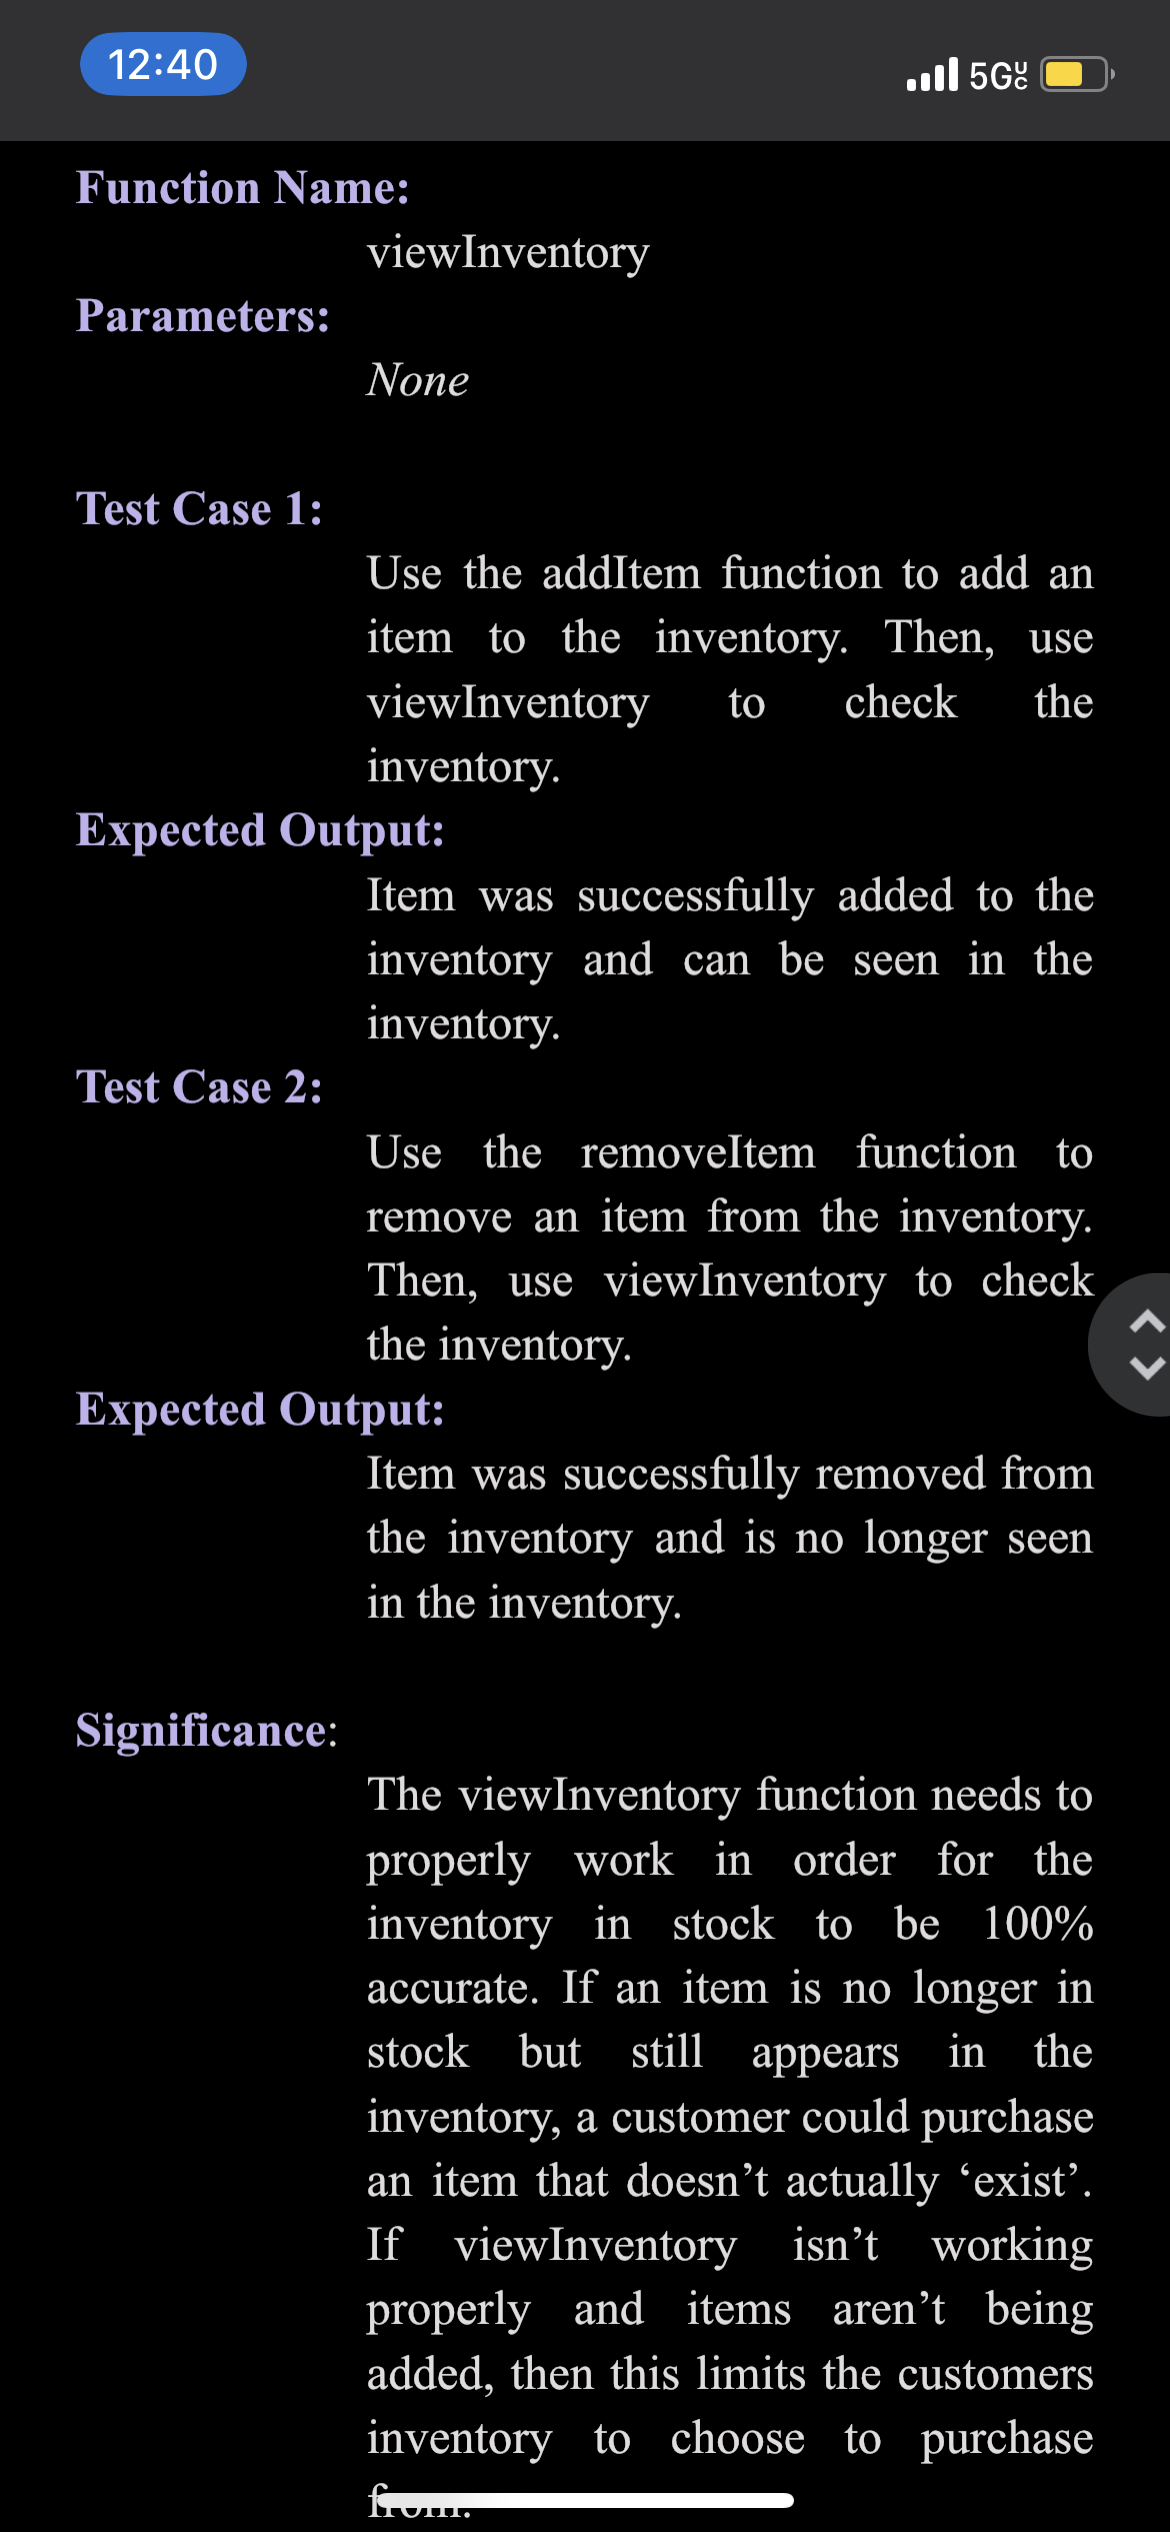 12:40
5G UC
Function Name:
viewInventory
Parameters:
None
Test Case 1:
Use the addItem function to add an
item to the inventory. Then, use
viewInventory to check the
inventory.
Expected Output:
Item was successfully added to the
inventory and can be seen in the
inventory.
Test Case 2:
Use the removeItem function to
remove an item from the inventory.
Then, use viewInventory to check
the inventory.
Expected Output:
Item was successfully removed from
the inventory and is no longer seen
in the inventory.
Significance:
The viewInventory function needs to
properly work in order for the
inventory in stock to be 100%
accurate. If an item is no longer in
stock but still appears in the
inventory, a customer could purchase
an item that doesn’t actually ‘exist’.
If viewInventory isn’t working
properly and items aren’t being
added, then this limits the customers
inventory to choose to purchase
from.